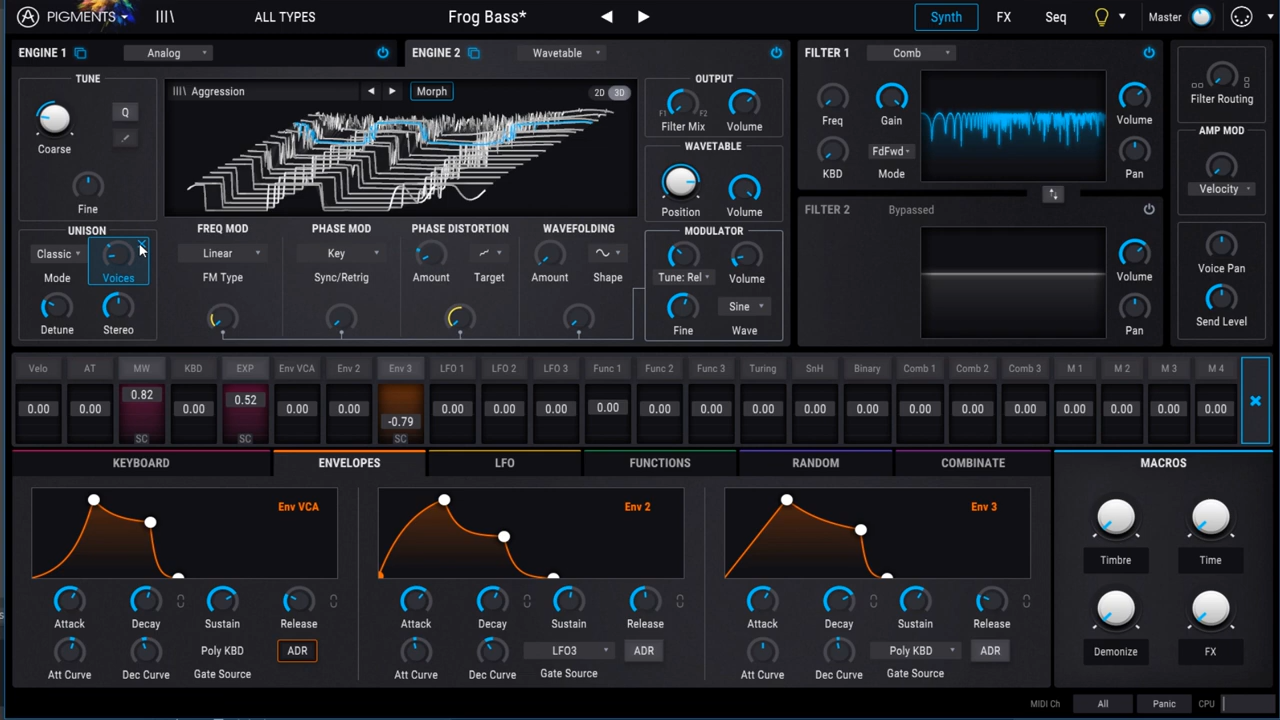 PIGMENTS ALL TYPES Frog Bass* Synth FX Seq Master
ENGINE 1 Analog ENGINE 2 Wavetable FILTER 1 Comb
TUNE
Coarse
Q
Fine
Aggression Morph 2D 3D
OUTPUT
F1 F2
Filter Mix Volume
WAVETABLE
Position Volume
Freq Gain
KBD
FdFwd
Mode
Volume
Pan
Filter Routing
AMP MOD
Velocity
UNISON
Classic
Mode Voices
Detune Stereo
FREQ MOD
Linear
FM Type
PHASE MOD
Key
Sync/Retrig
PHASE DISTORTION
Amount Target
WAVEFOLDING
Amount Shape
MODULATOR
Tune: Rel Volume
Sine
Fine Wave
FILTER 2 Bypassed
Volume
Pan
Voice Pan
Send Level
Velo AT MW KBD EXP Env VCA Env 2 Env 3 LFO 1 LFO 2 LFO 3 Func 1 Func 2 Func 3 Turing SnH Binary Comb 1 Comb 2 Comb 3 M 1 M 2 M 3 M 4
0.00 0.00 0.82 0.00 0.52 0.00 0.00 -0.79 0.00 0.00 0.00 0.00 0.00 0.00 0.00 0.00 0.00 0.00 0.00 0.00 0.00 0.00 0.00 0.00
SC SC SC
KEYBOARD ENVELOPES LFO FUNCTIONS RANDOM COMBINATE MACROS
Env VCA
Attack Decay Sustain Release
Poly KBD ADR
Att Curve Dec Curve Gate Source
Env 2
Attack Decay Sustain Release
LFO3 ADR
Att Curve Dec Curve Gate Source
Env 3
Attack Decay Sustain Release
Poly KBD ADR
Att Curve Dec Curve Gate Source
Timbre Time
Demonize FX
MIDI Ch All Panic CPU